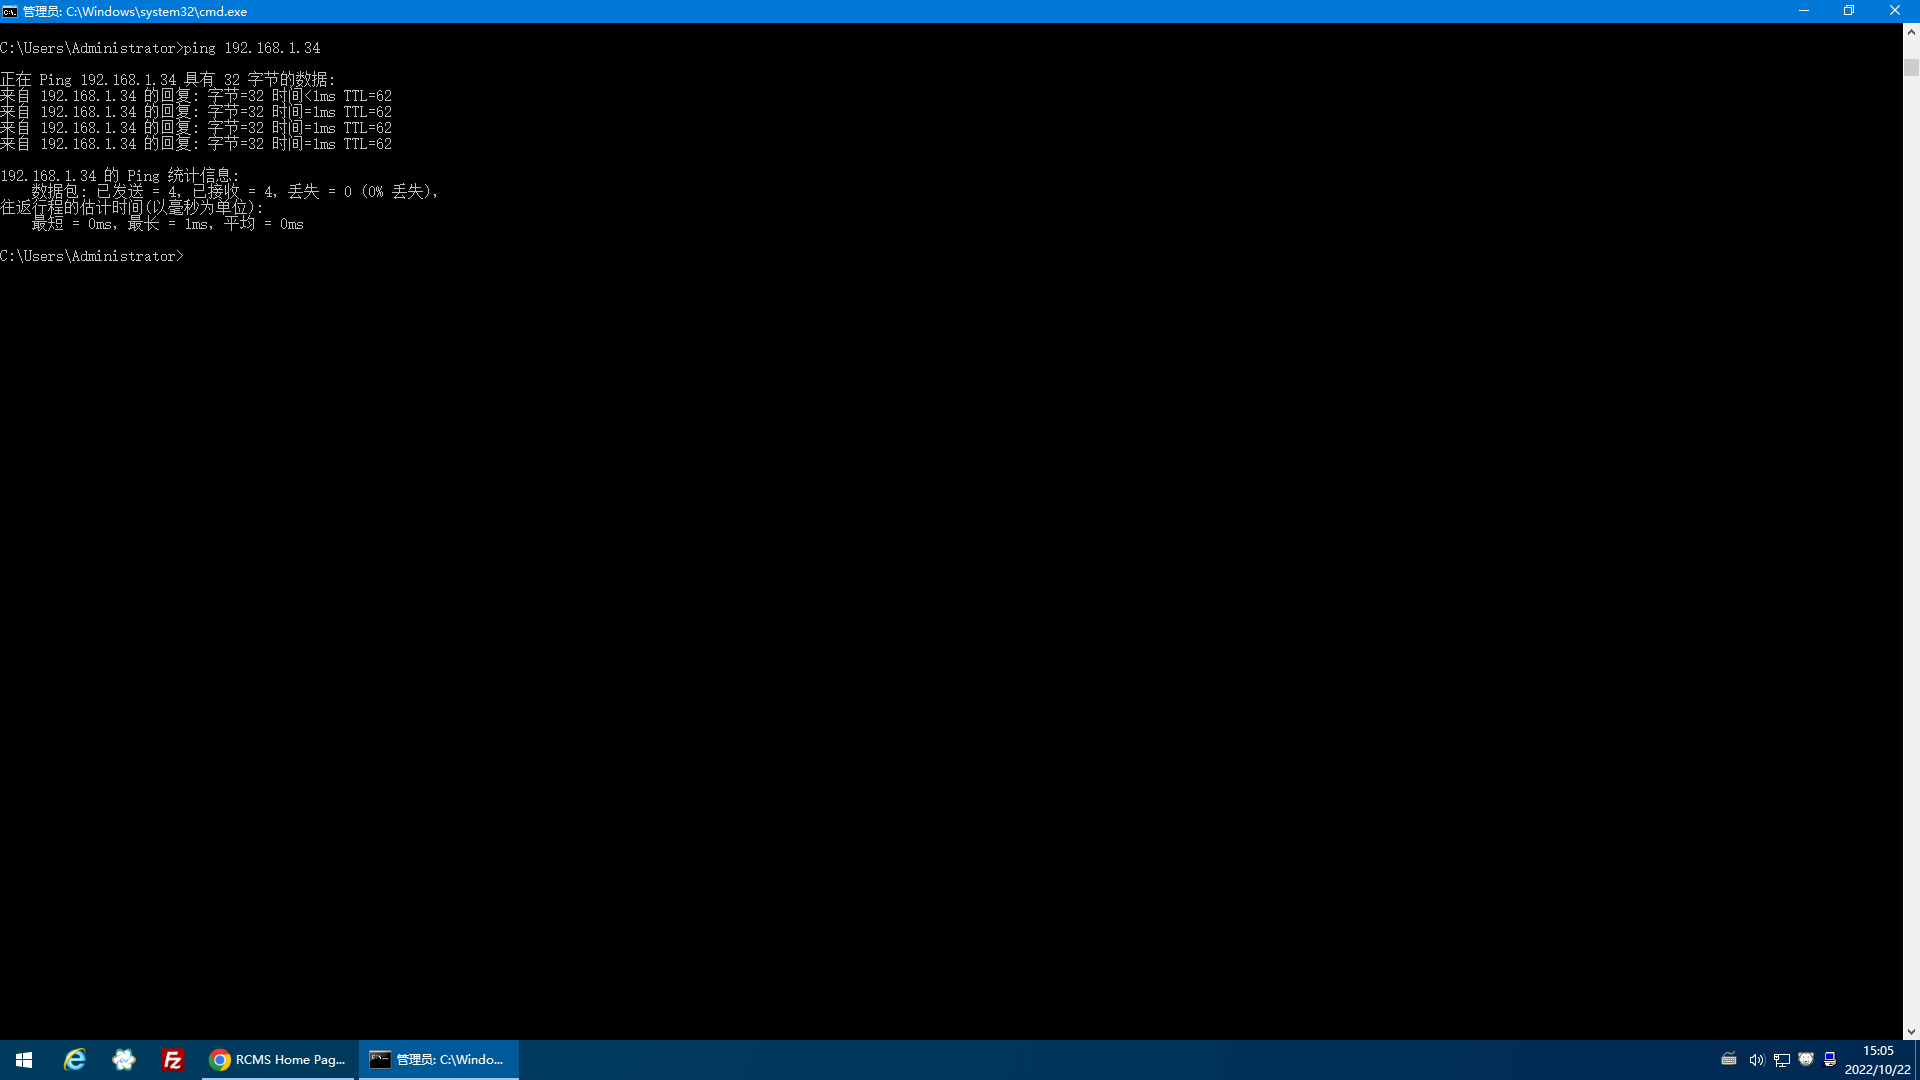 管理员: C:\Windows\system32\cmd.exe
C:\Users\Administrator>ping 192.168.1.34
正在 Ping 192.168.1.34 具有 32 字节的数据:
来自 192.168.1.34 的回复: 字节=32 时间<1ms TTL=62
来自 192.168.1.34 的回复: 字节=32 时间=1ms TTL=62
来自 192.168.1.34 的回复: 字节=32 时间=1ms TTL=62
来自 192.168.1.34 的回复: 字节=32 时间=1ms TTL=62
192.168.1.34 的 Ping 统计信息:
数据包: 已发送 = 4, 已接收 = 4, 丢失 = 0 (0% 丢失),
往返行程的估计时间(以毫秒为单位):
最短 = 0ms, 最长 = 1ms, 平均 = 0ms
C:\Users\Administrator>
RCMS Home Pag...
管理员: C:\Windo...
15:05
2022/10/22